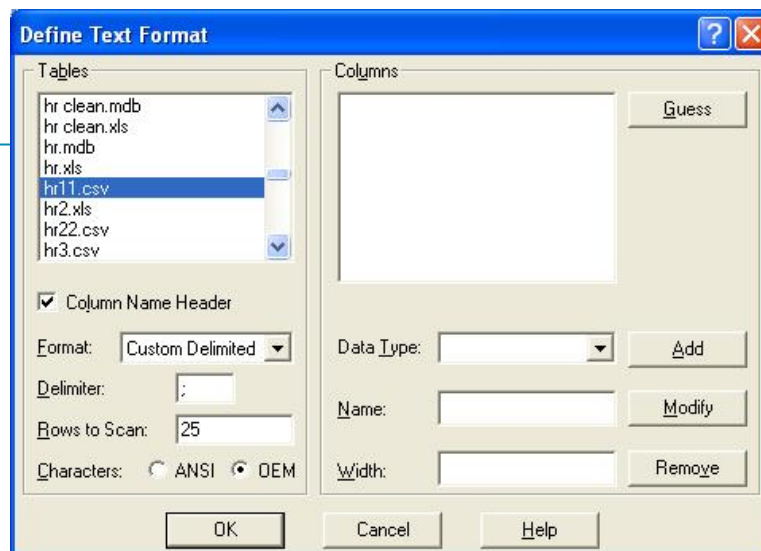 Define Text Format
Tables
hr clean.mdb
hr clean.xls
hr.mdb
hr.xls
hr11.csv
hr2.xls
hr22.csv
hr3.csv
Column Name Header
Format: Custom Delimited
Delimiter: ;
Rows to Scan: 25
Characters: ANSI OEM
Columns
Guess
Data Type:
Add
Name:
Modify
Width:
Remove
OK Cancel Help